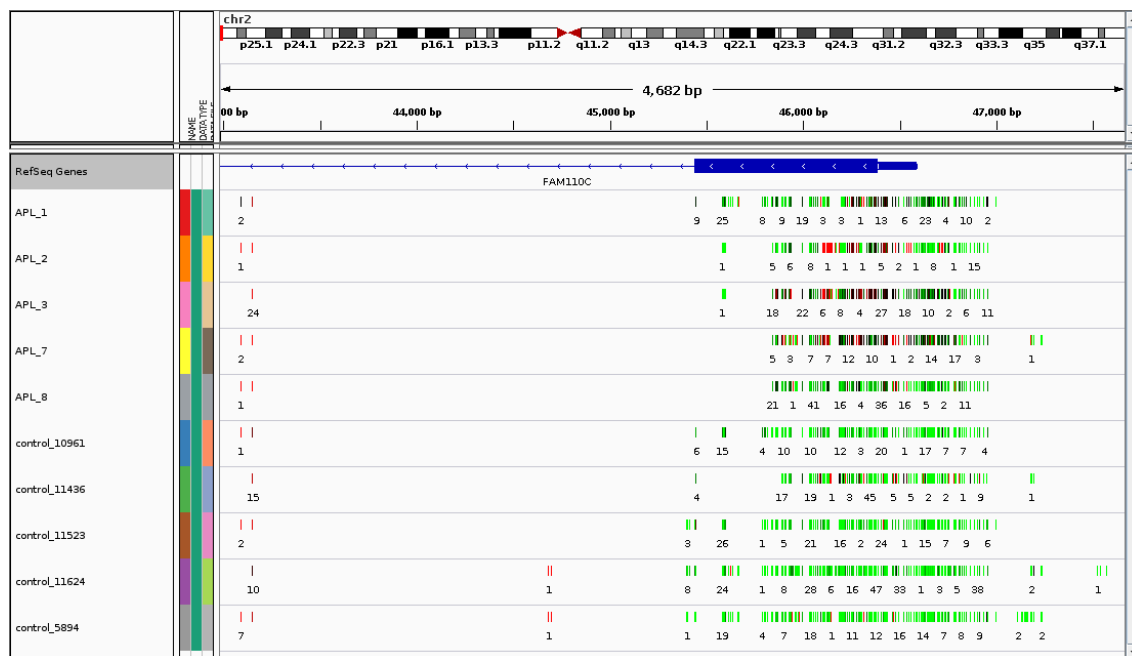 chr2
p25.1 p24.1 p22.3 p21 p16.1 p13.3 p11.2 q11.2 q13 q14.3 q22.1 q23.3 q24.3 q31.2 q32.3 q33.3 q35 q37.1
4,682 bp
00 bp 44,000 bp 45,000 bp 46,000 bp 47,000 bp
NAME
DATA TYPE
RefSeq Genes
FAM110C
APL_1
2 9 25 8 9 19 3 3 1 13 6 23 4 10 2
APL_2
1 1 5 6 8 1 1 1 5 2 1 8 1 15
APL_3
24 1 18 22 6 8 4 27 18 10 2 6 11
APL_7
2 5 3 7 7 12 10 1 2 14 17 3 1
APL_8
1 21 1 41 16 4 36 16 5 2 11
control_10961
1 6 15 4 10 10 12 3 20 1 17 7 7 4
control_11436
15 4 17 19 1 3 45 5 5 2 2 1 9 1
control_11523
2 3 26 1 5 21 16 2 24 1 15 7 9 6
control_11624
10 1 8 24 1 8 28 6 16 47 33 1 3 5 38 2 1
control_5894
7 1 1 19 4 7 18 1 11 12 16 14 7 8 9 2 2